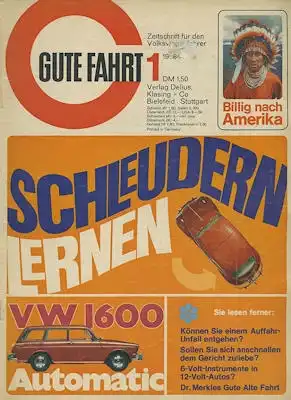 Zeitschrift für den
Volkswagenfahrer
GUTE FAHRT 1
DM 1,50
Verlag Delius,
Klasing + Co
Bielefeld Stuttgart
Billig nach
Amerika
SCHLEUDERN
LERNEN
VW 1600
Automatic
Sie lesen ferner:
Können Sie einem Auffahr-
Unfall entgehen?
Sollen Sie sich anschnallen
dem Gericht zuliebe?
6-Volt-Instrumente in
12-Volt-Autos?
Dr. Merkles Gute Alte Fahrt